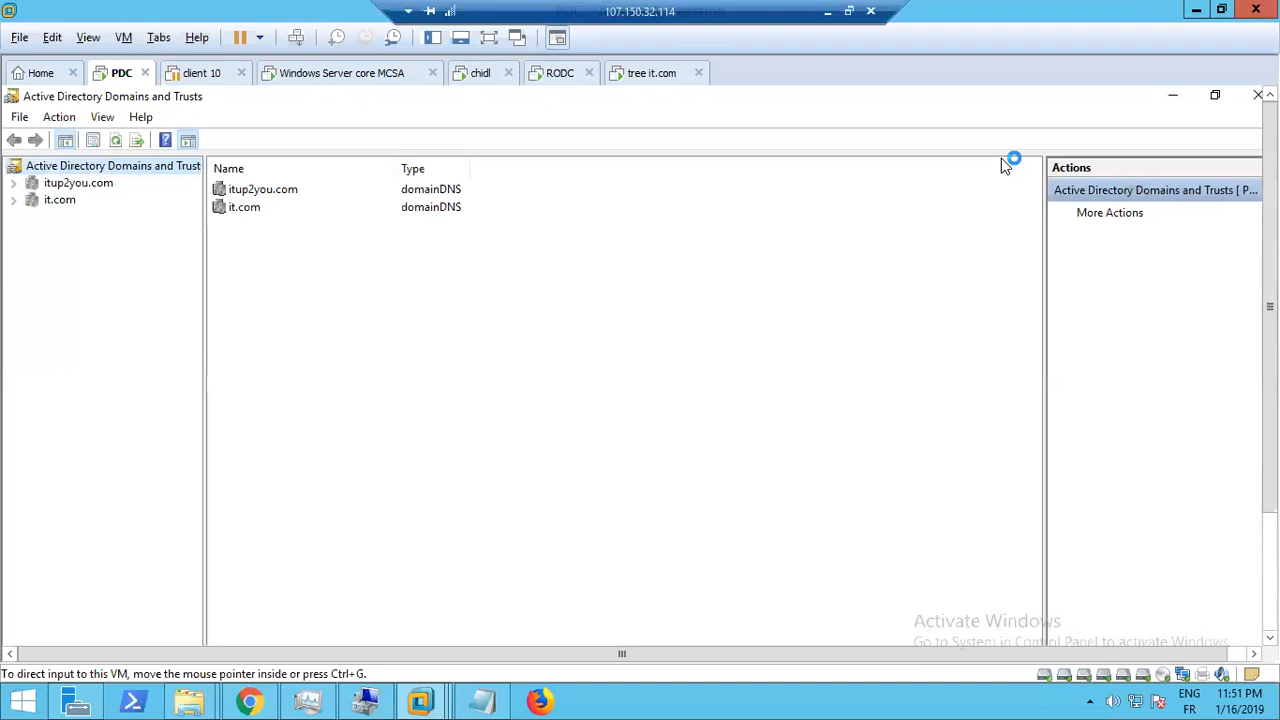 107.150.32.114
File Edit View VM Tabs Help
Home PDC client 10 Windows Server core MCSA chidl RODC tree it.com
Active Directory Domains and Trusts
File Action View Help
Active Directory Domains and Trust
itup2you.com
it.com
Name Type
itup2you.com domainDNS
it.com domainDNS
Actions
Active Directory Domains and Trusts [ P...
More Actions
Activate Windows
Go to System in Control Panel to activate Windows.
To direct input to this VM, move the mouse pointer inside or press Ctrl+G.
ENG 11:51 PM
FR 1/16/2019